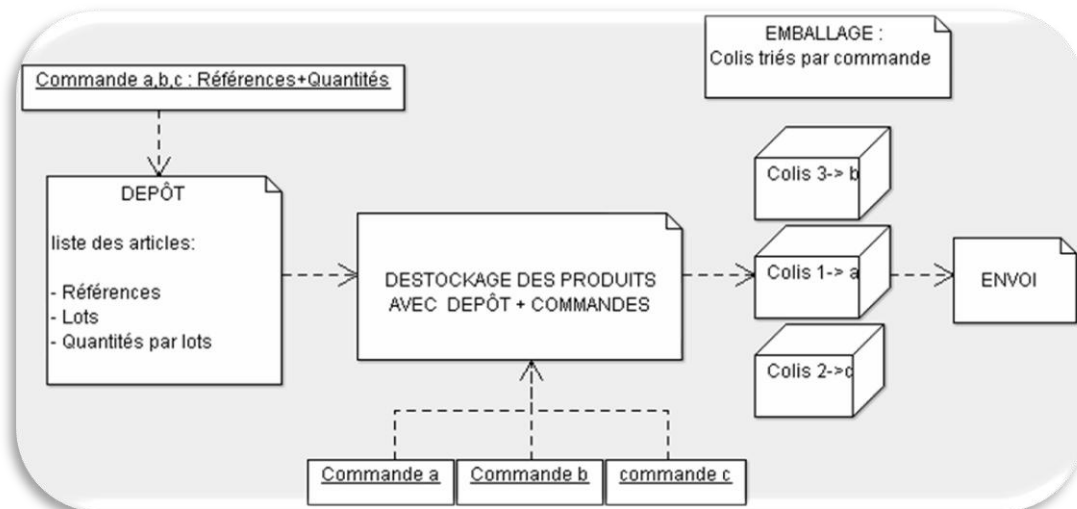 EMBALLAGE :
Colis triés par commande
Commande a,b,c : Références+Quantités
DEPÔT
liste des articles:
- Références
- Lots
- Quantités par lots
DESTOCKAGE DES PRODUITS
AVEC DEPÔT + COMMANDES
Colis 3-> b
Colis 1-> a
Colis 2->c
ENVOI
Commande a
Commande b
commande c